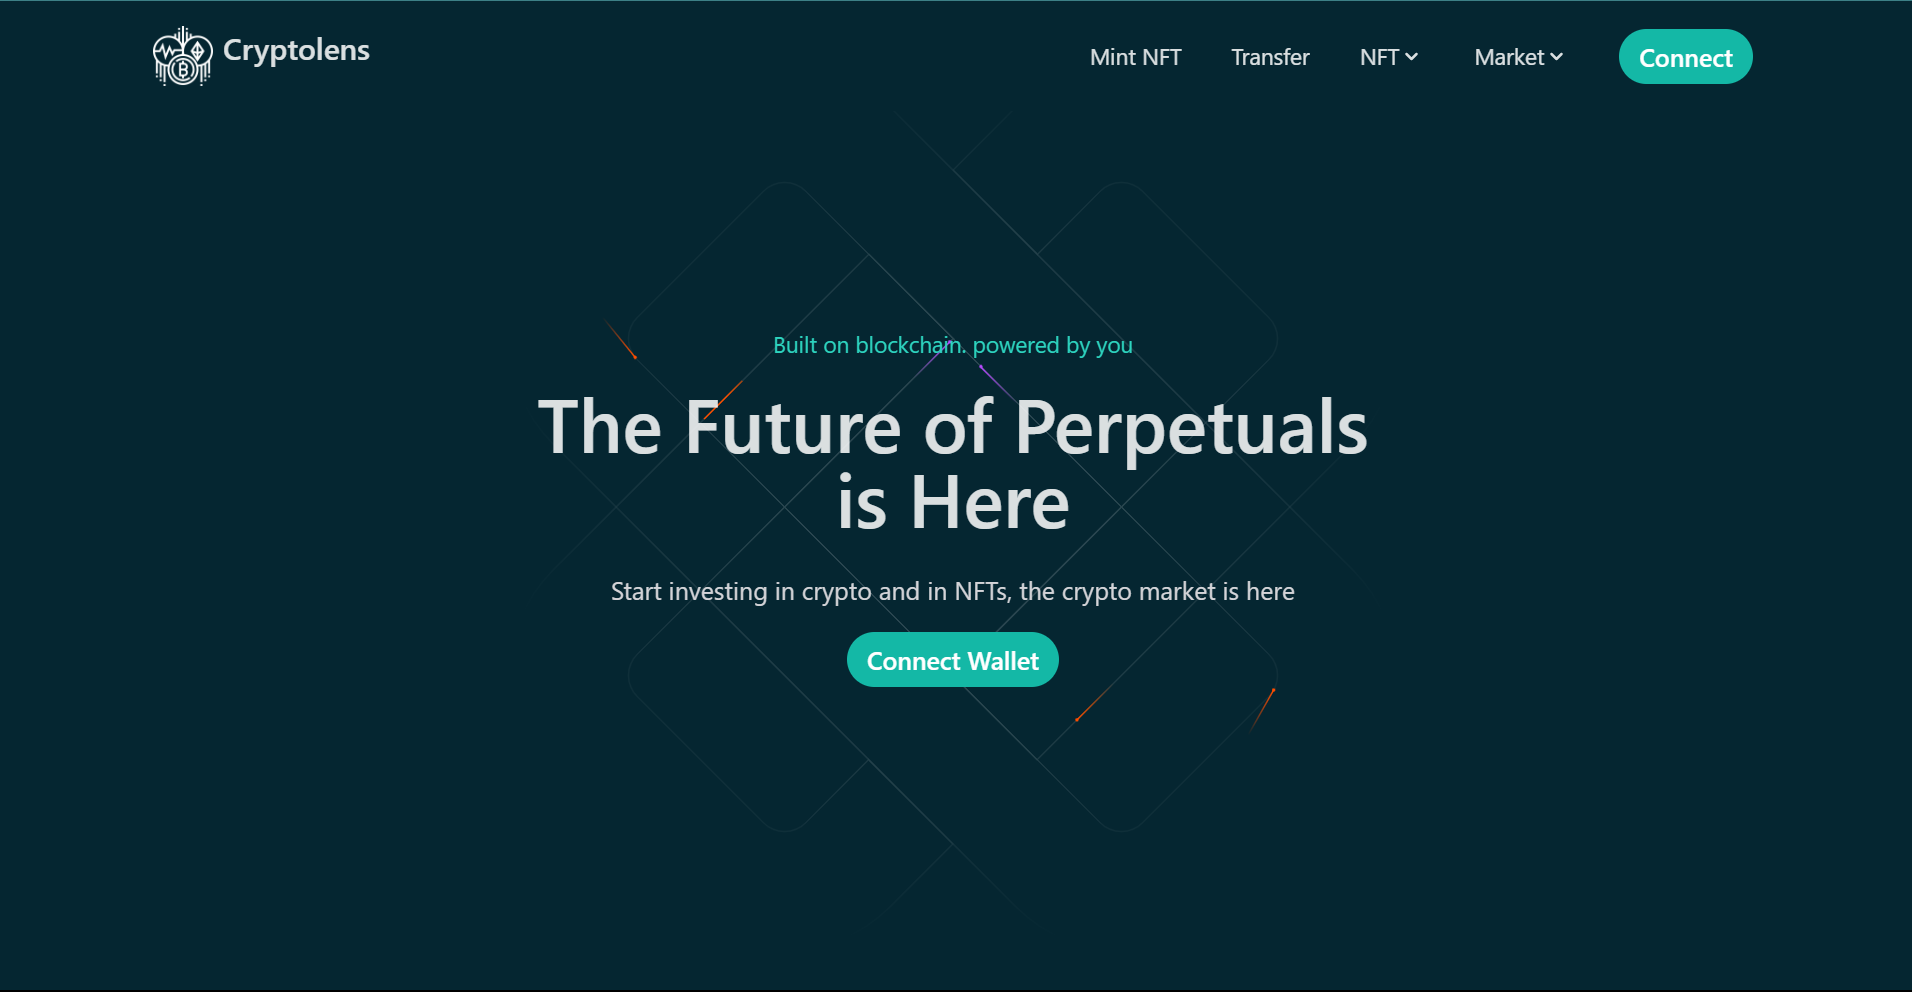 Cryptolens
Mint NFT
Transfer
NFT
Market
Connect
Built on blockchain. powered by you
The Future of Perpetuals
is Here
Start investing in crypto and in NFTs, the crypto market is here
Connect Wallet